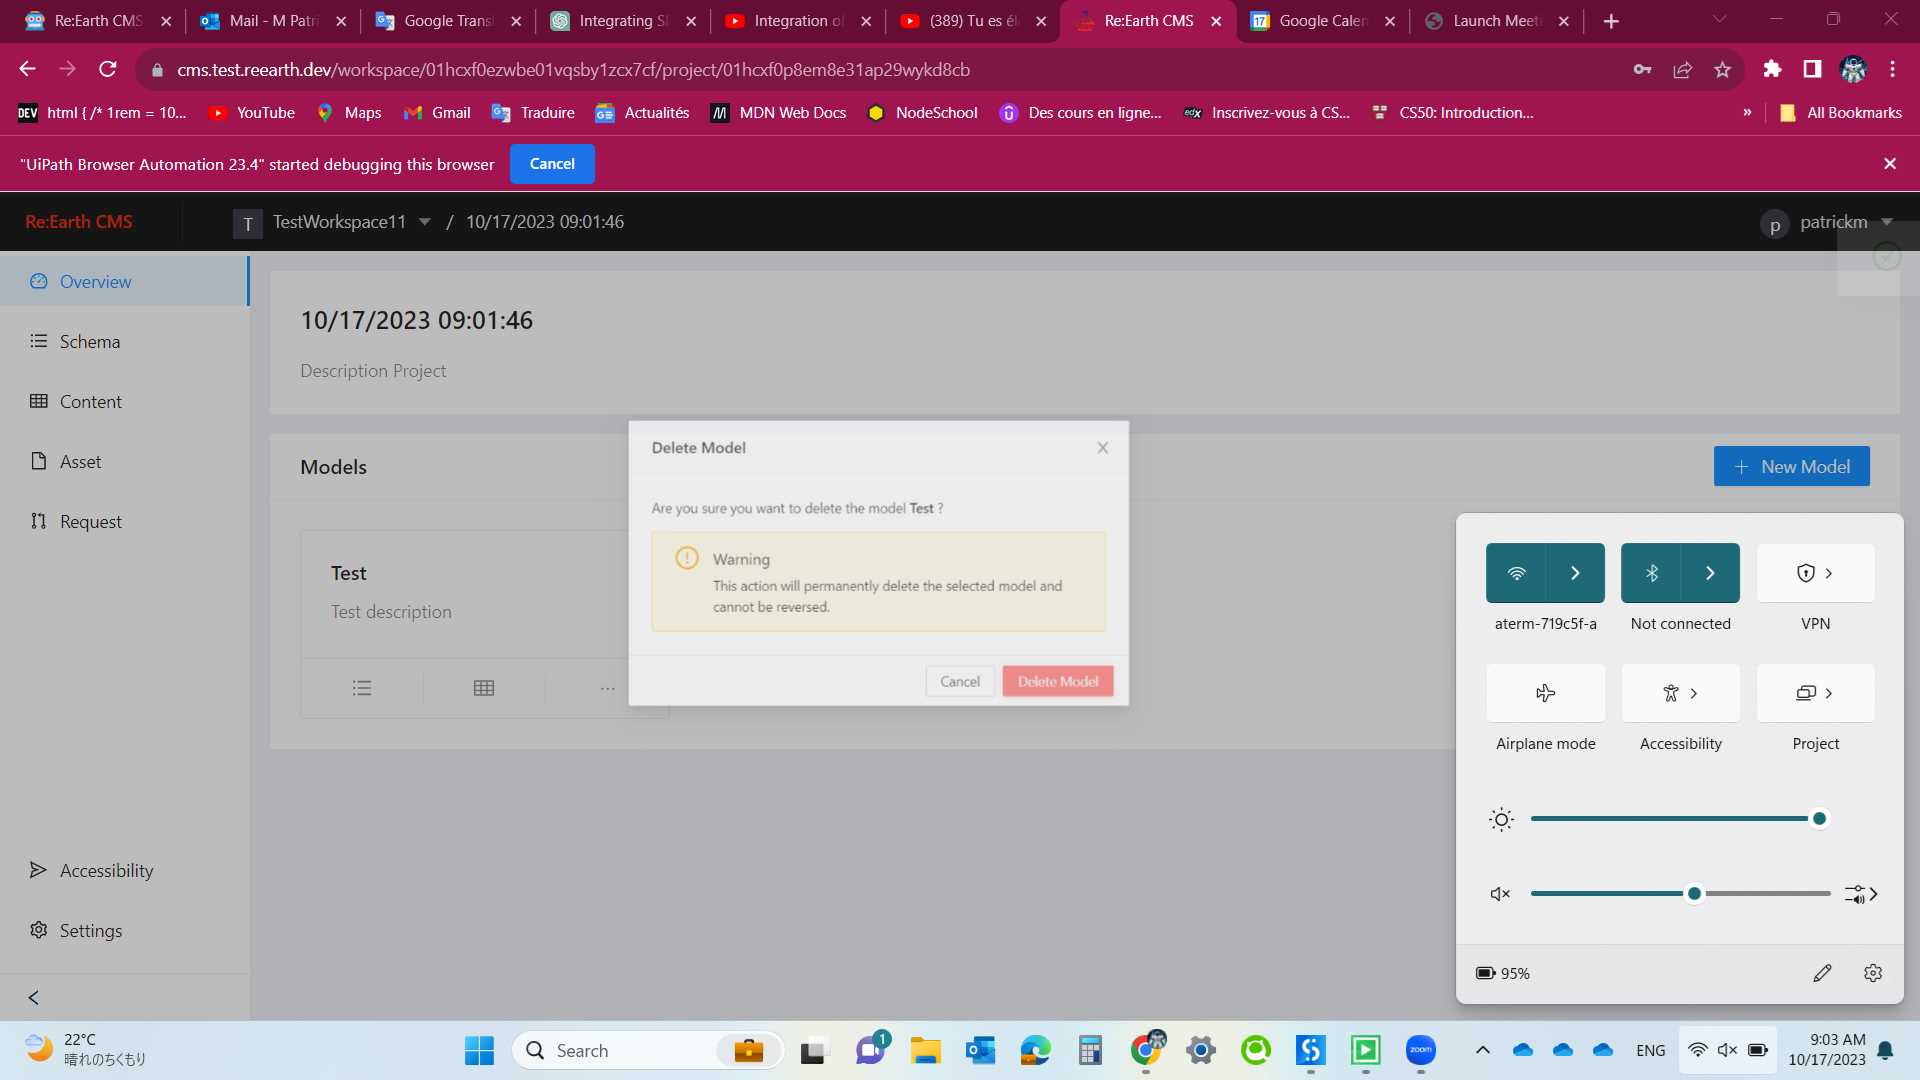 Re:Earth CMS
Mail - M Patri
Google Transl
Integrating Sl
Integration of
(389) Tu es éle
Re:Earth CMS
Google Calen
Launch Meeti
cms.test.reearth.dev/workspace/01hcxf0ezwbe01vqsby1zcx7cf/project/01hcxf0p8em8e31ap29wykd8cb
DEV html { /* 1rem = 10...
YouTube
Maps
Gmail
Traduire
Actualités
MDN Web Docs
NodeSchool
Des cours en ligne...
edX Inscrivez-vous à CS...
CS50: Introduction...
»
All Bookmarks
"UiPath Browser Automation 23.4" started debugging this browser
Cancel
Re:Earth CMS
T TestWorkspace11 / 10/17/2023 09:01:46
p patrickm
Overview
Schema
Content
Asset
Request
Accessibility
Settings
10/17/2023 09:01:46
Description Project
Models
+ New Model
Test
Test description
Delete Model
Are you sure you want to delete the model Test ?
Warning
This action will permanently delete the selected model and
cannot be reversed.
Cancel
Delete Model
aterm-719c5f-a
Not connected
VPN
Airplane mode
Accessibility
Project
95%
22°C
晴れのちくもり
Search
1
zoom
ENG
9:03 AM
10/17/2023